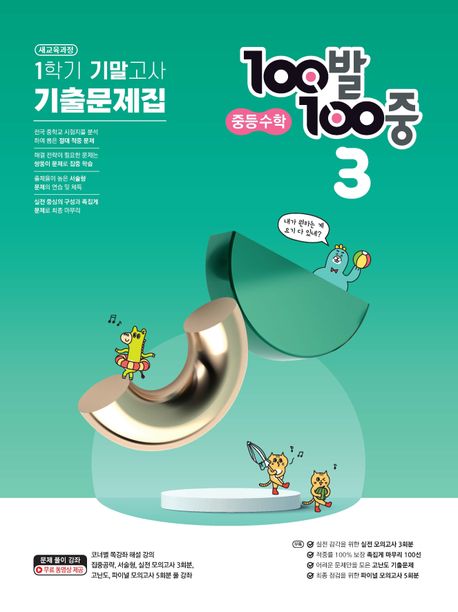 새교육과정
1학기 기말고사
기출문제집
전국 중학교 시험지를 분석
하여 뽑은 절대 적중 문제
해결 전략이 필요한 문제는
쌍둥이 문제로 집중 학습
출제율이 높은 서술형
문제의 연습 및 체득
실전 중심의 구성과 족집게
문제로 최종 마무리
100발
중등수학
100중
3
내가 원하는 게
요기 다 있네?
문제 풀이 강좌
무료 동영상 제공
코너별 쪽강좌 해설 강의
집중공략, 서술형, 실전 모의고사 3회분,
고난도, 파이널 모의고사 5회분 풀 강좌
부록
실전 감각을 위한 실전 모의고사 3회분
적중률 100% 보장 족집게 마무리 100선
어려운 문제만을 모은 고난도 기출문제
최종 점검을 위한 파이널 모의고사 5회분